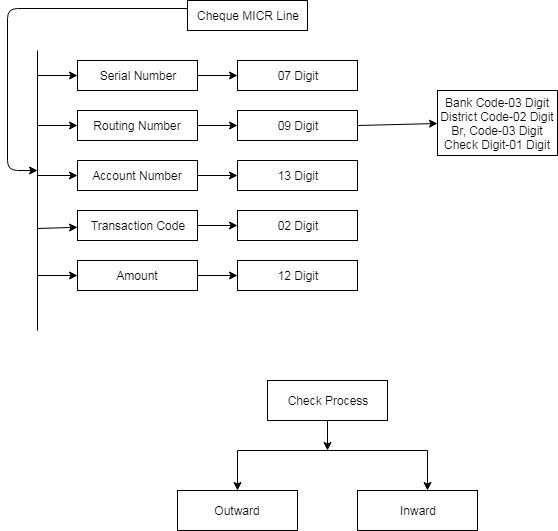 Cheque MICR Line
Serial Number
07 Digit
Routing Number
09 Digit
Bank Code-03 Digit
District Code-02 Digit
Br, Code-03 Digit
Check Digit-01 Digit
Account Number
13 Digit
Transaction Code
02 Digit
Amount
12 Digit
Check Process
Outward
Inward